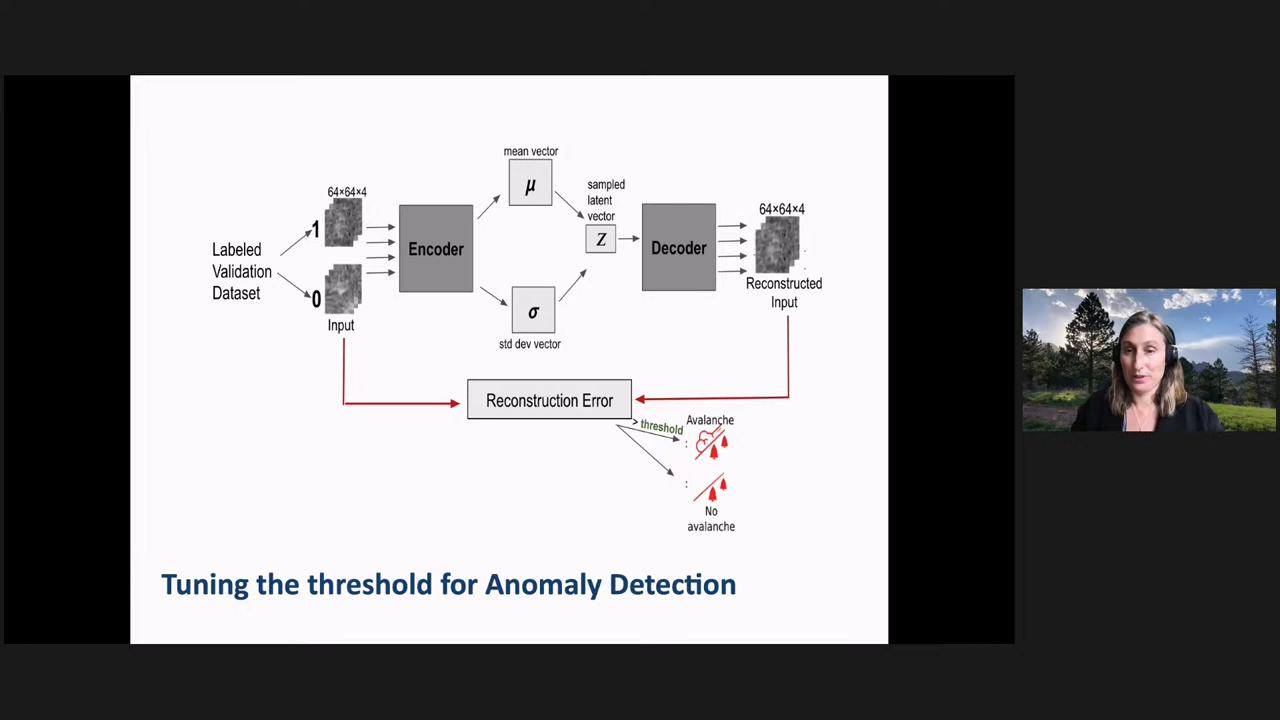 mean vector
μ
64×64×4
1
Labeled
Validation
Dataset
0
Input
Encoder
σ
std dev vector
sampled
latent
vector
Z
Decoder
64×64×4
Reconstructed
Input
Reconstruction Error
> threshold
Avalanche
:
:
No
avalanche
Tuning the threshold for Anomaly Detection